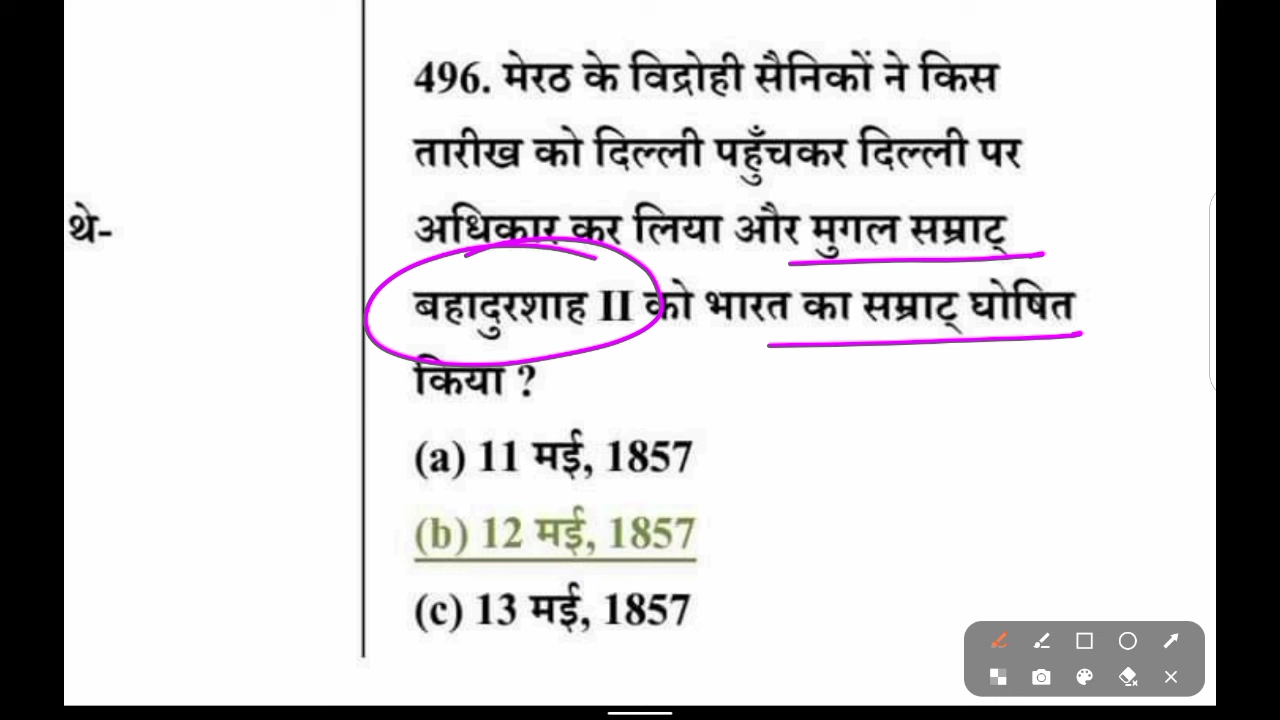 थे-
496. मेरठ के विद्रोही सैनिकों ने किस
तारीख को दिल्ली पहुँचकर दिल्ली पर
अधिकार कर लिया और मुगल सम्राट्
बहादुरशाह II को भारत का सम्राट् घोषित
किया ?
(a) 11 मई, 1857
(b) 12 मई, 1857
(c) 13 मई, 1857